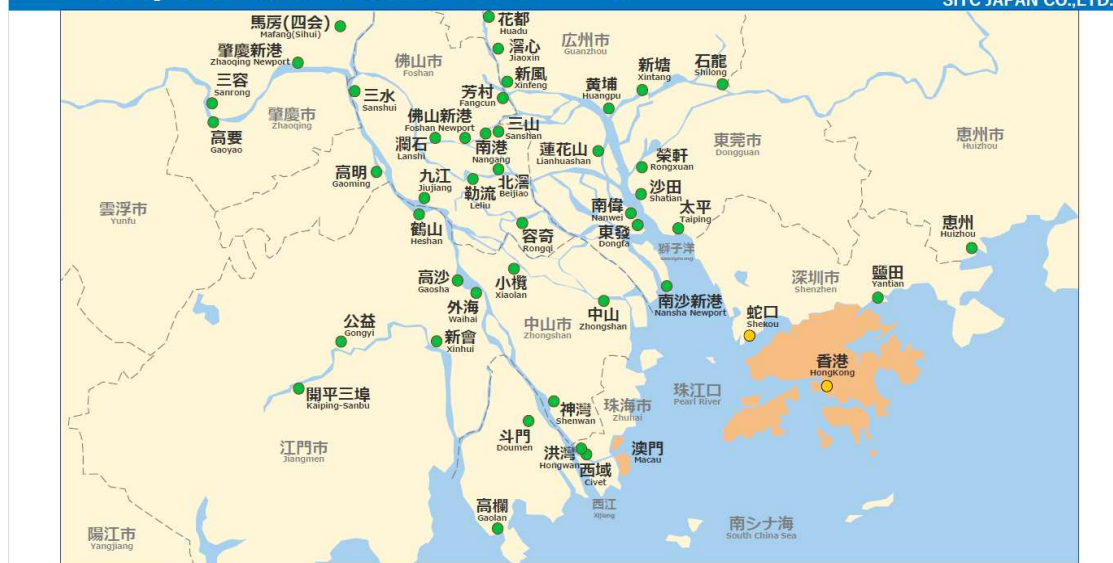 SITC JAPAN CO.,LTD.
馬房(四会)
Mafang(Sihui)
花都
Huadu
滘心
Jiaoxin
広州市
Guanzhou
肇慶新港
Zhaoqing Newport
佛山市
Foshan
新風
Xinfeng
新塘
Xintang
石龍
Shilong
三容
Sanrong
三水
Sanshui
芳村
Fangcun
黄埔
Huangpu
肇慶市
Zhaoqing
佛山新港
Foshan Newport
三山
Sanshan
高要
Gaoyao
瀾石
Lanshi
南港
Nangang
蓮花山
Lianhuashan
東莞市
Dongguan
恵州市
Huizhou
高明
Gaoming
九江
Jiujiang
勒流
Leliu
北滘
Beijiao
榮軒
Rongxuan
沙田
Shatian
雲浮市
Yunfu
鶴山
Heshan
容奇
Rongqi
南偉
Nanwei
東發
Dongfa
太平
Taiping
恵州
Huizhou
獅子洋
高沙
Gaosha
小欖
Xiaolan
深圳市
Shenzhen
鹽田
Yantian
外海
Waihai
中山市
Zhongshan
中山
Zhongshan
南沙新港
Nansha Newport
蛇口
Shekou
公益
Gongyi
新會
Xinhui
香港
HongKong
開平三埠
Kaiping-Sanbu
珠江口
Pearl River
神灣
Shenwan
珠海市
Zhuhai
斗門
Doumen
江門市
Jiangmen
洪灣
Hongwan
西域
Civet
澳門
Macau
高欄
Gaolan
西江
Xijiang
陽江市
Yangjiang
南シナ海
South China Sea